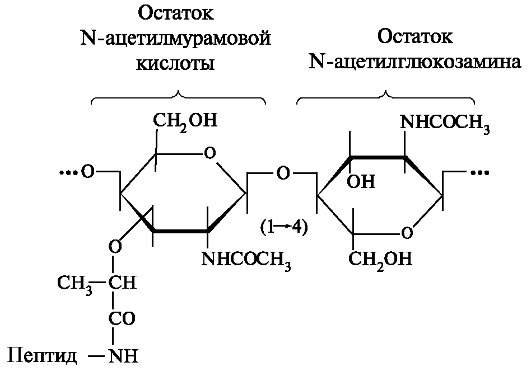 Остаток
N-ацетилмурамовой
кислоты
Остаток
N-ацетилглюкозамина
CH₂OH
NHCOCH₃
...O
O
O
OH
...
(1→4)
O
NHCOCH₃
O
CH₂OH
CH₃—CH
CO
Пептид —NH